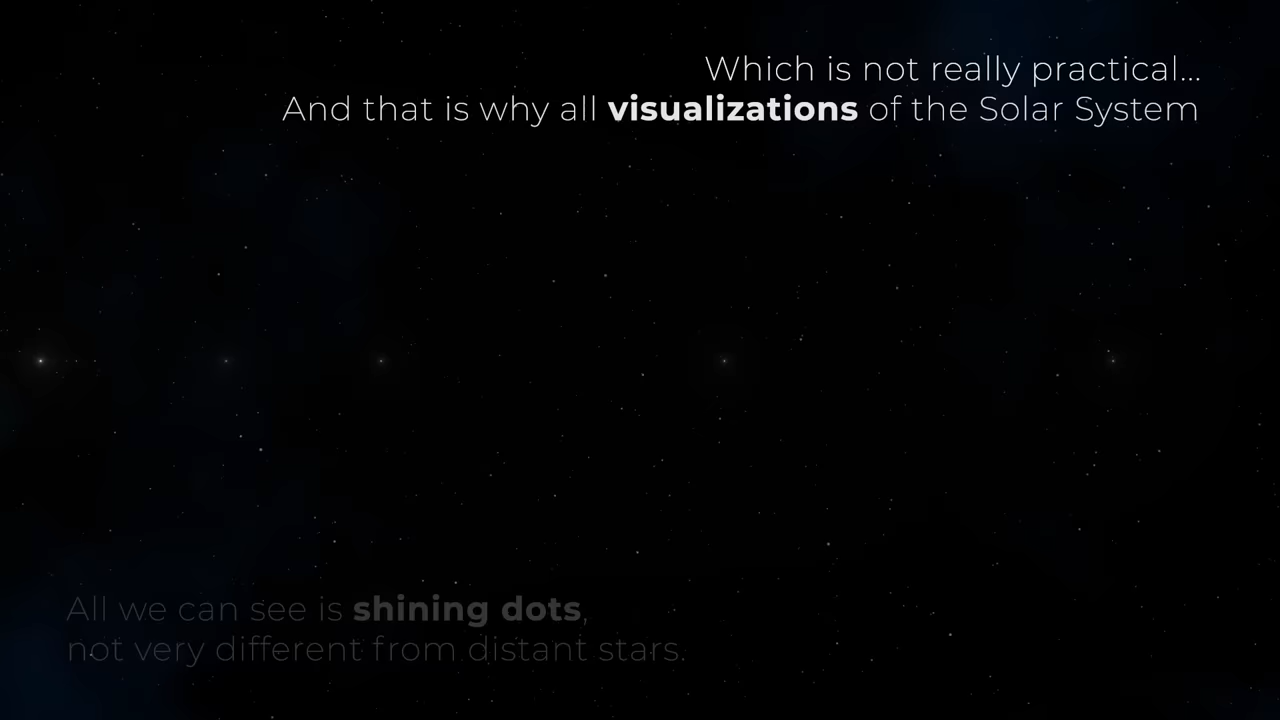 Which is not really practical...
And that is why all visualizations of the Solar System
All we can see is shining dots,
not very different from distant stars.